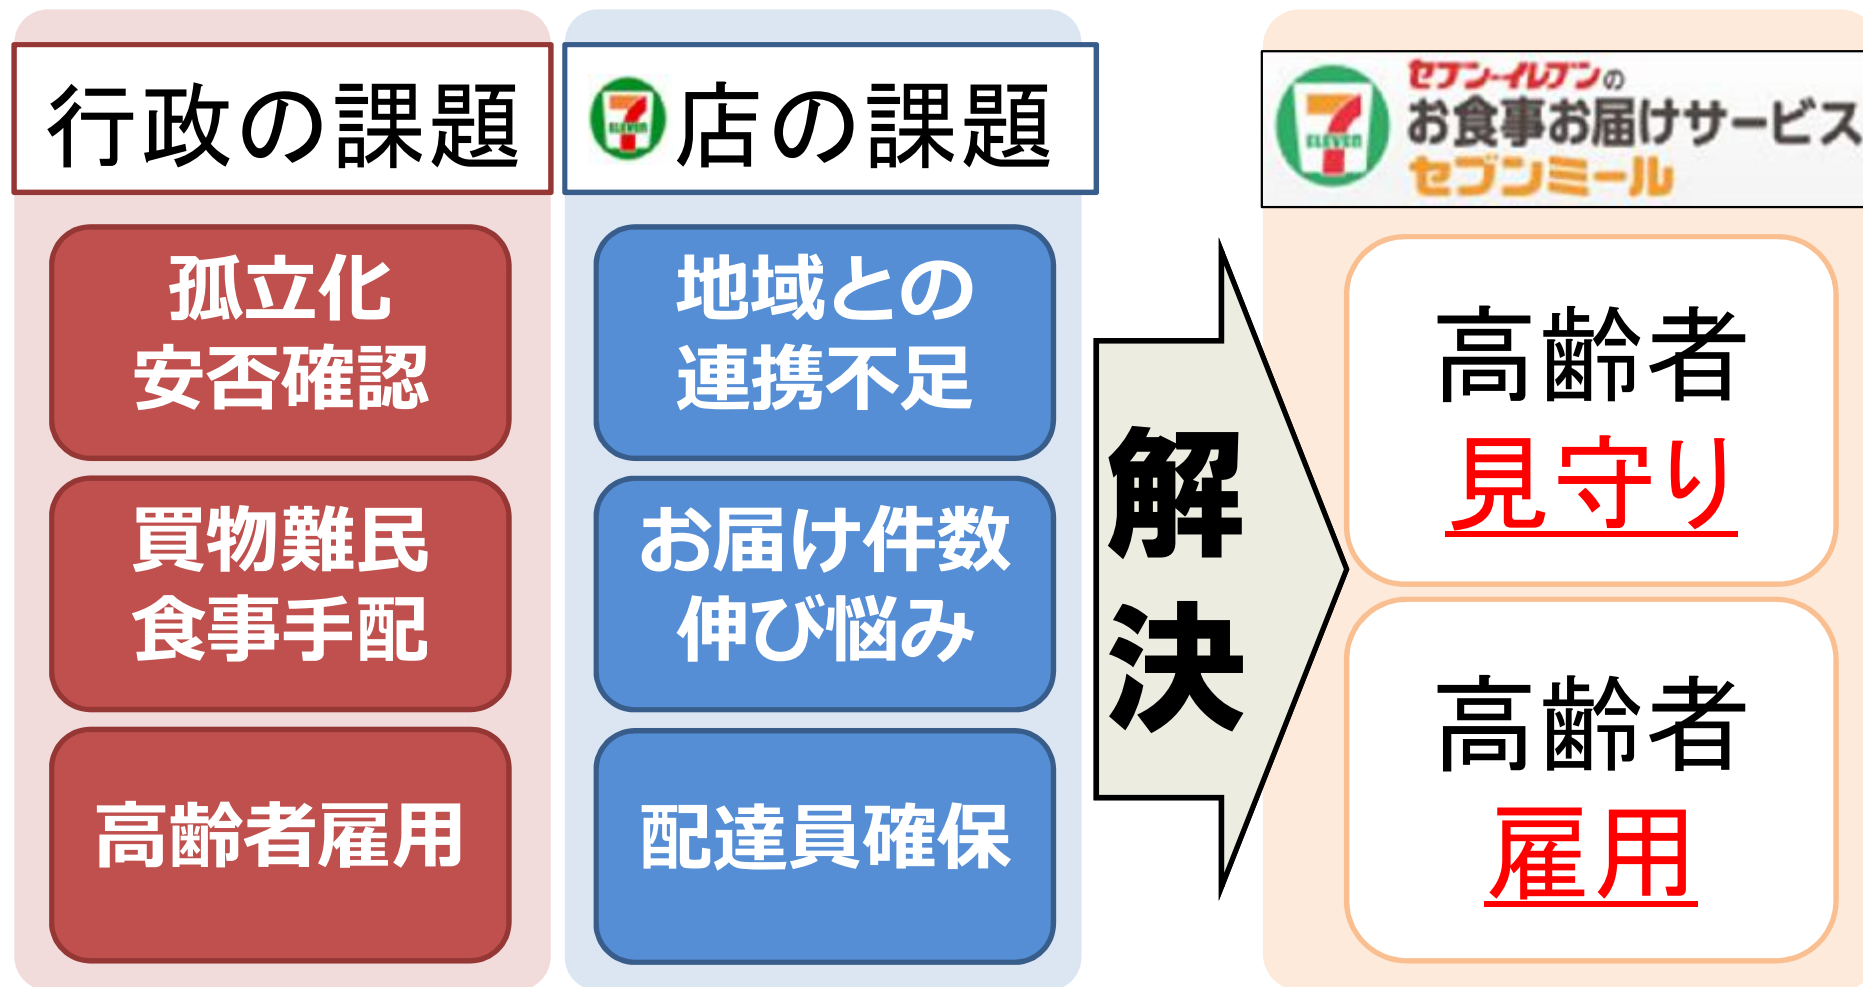 行政の課題
孤立化
安否確認
買物難民
食事手配
高齢者雇用
7
ELEVEN
店の課題
地域との
連携不足
お届け件数
伸び悩み
配達員確保
解
決
7
ELEVEN
セブン-イレブンの
お食事お届けサービス
セブンミール
高齢者
見守り
高齢者
雇用